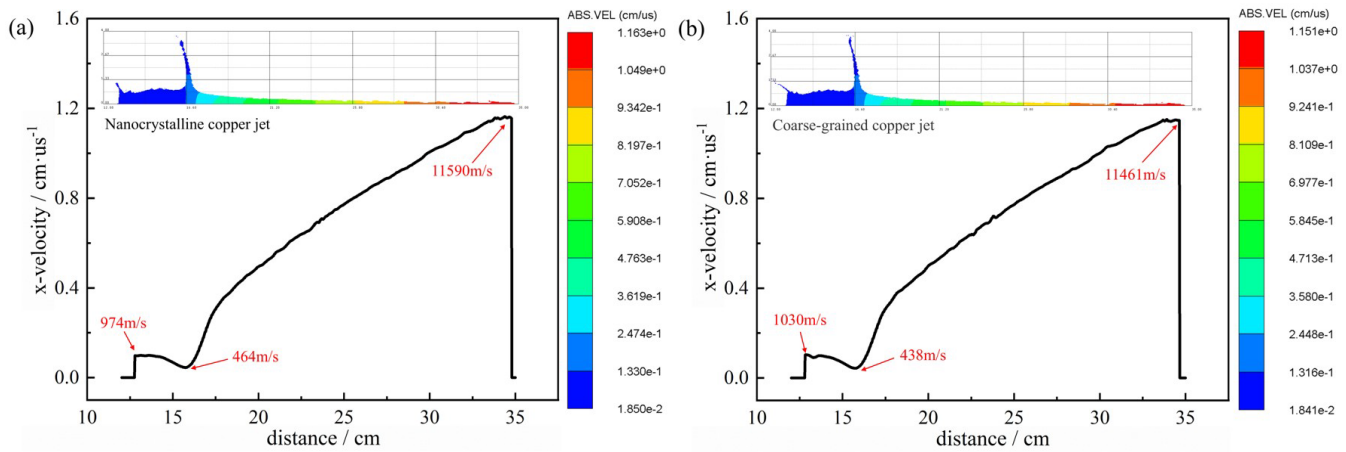 (a)
1.6
1.2
0.8
0.4
0.0
x-velocity / cm·us⁻¹
Nanocrystalline copper jet
974m/s
464m/s
11590m/s
10 15 20 25 30 35
distance / cm
ABS.VEL (cm/us)
1.163e+0
1.049e+0
9.342e-1
8.197e-1
7.052e-1
5.908e-1
4.763e-1
3.619e-1
2.474e-1
1.330e-1
1.850e-2
(b)
1.6
1.2
0.8
0.4
0.0
x-velocity / cm·us⁻¹
Coarse-grained copper jet
1030m/s
438m/s
11461m/s
10 15 20 25 30 35
distance / cm
ABS.VEL (cm/us)
1.151e+0
1.037e+0
9.241e-1
8.109e-1
6.977e-1
5.845e-1
4.713e-1
3.580e-1
2.448e-1
1.316e-1
1.841e-2